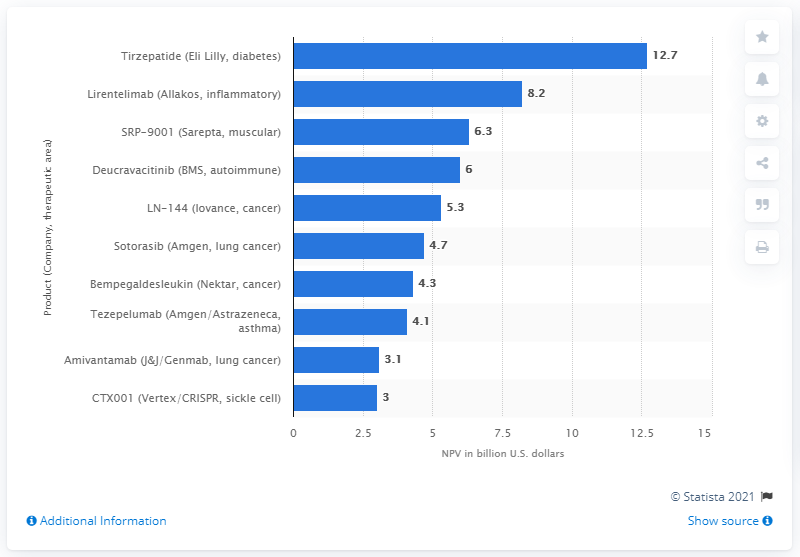 Product (Company, therapeutic area)
Tirzepatide (Eli Lilly, diabetes)
12.7
Lirentelimab (Allakos, inflammatory)
8.2
SRP-9001 (Sarepta, muscular)
6.3
Deucravacitinib (BMS, autoimmune)
6
LN-144 (Iovance, cancer)
5.3
Sotorasib (Amgen, lung cancer)
4.7
Bempegaldesleukin (Nektar, cancer)
4.3
Tezepelumab (Amgen/Astrazeneca,
asthma)
4.1
Amivantamab (J&J/Genmab, lung cancer)
3.1
CTX001 (Vertex/CRISPR, sickle cell)
3
0 2.5 5 7.5 10 12.5 15
NPV in billion U.S. dollars
© Statista 2021
Additional Information
Show source